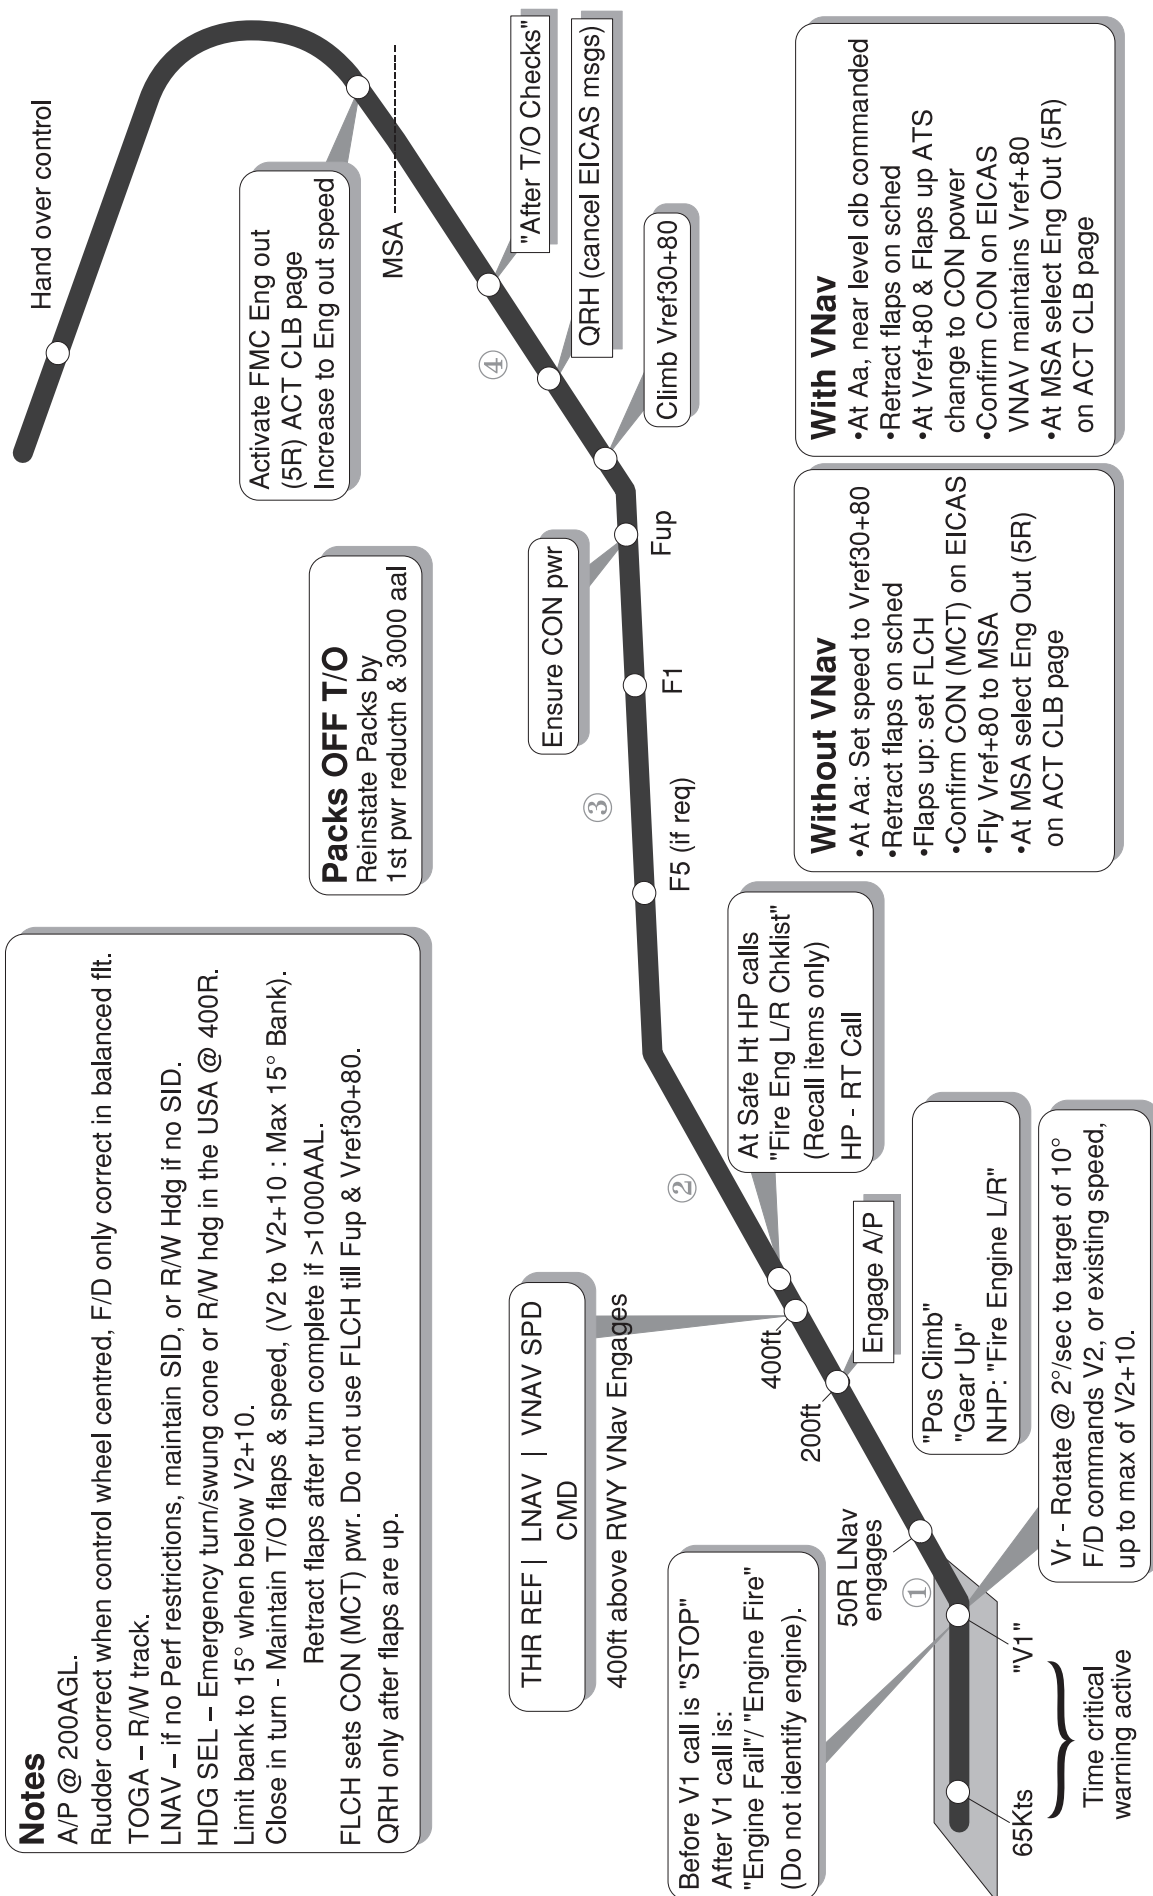 Notes
A/P @ 200AGL.
Rudder correct when control wheel centred, F/D only correct in balanced flt.
TOGA – R/W track.
LNAV – if no Perf restrictions, maintain SID, or R/W Hdg if no SID.
HDG SEL – Emergency turn/swung cone or R/W hdg in the USA @ 400R.
Limit bank to 15° when below V2+10.
Close in turn - Maintain T/O flaps & speed, (V2 to V2+10 : Max 15° Bank).
Retract flaps after turn complete if >1000AAL.
FLCH sets CON (MCT) pwr. Do not use FLCH till Fup & Vref30+80.
QRH only after flaps are up.
Packs OFF T/O
Reinstate Packs by
1st pwr reductn & 3000 aal
Activate FMC Eng out
(5R) ACT CLB page
Increase to Eng out speed
Hand over control
MSA
"After T/O Checks"
QRH (cancel EICAS msgs)
Climb Vref30+80
④
Ensure CON pwr
Fup
F1
F5 (if req)
③
THR REF | LNAV | VNAV SPD
CMD
400ft above RWY VNav Engages
②
At Safe Ht HP calls
"Fire Eng L/R Chklist"
(Recall items only)
HP - RT Call
400ft
200ft
Engage A/P
Before V1 call is "STOP"
After V1 call is:
"Engine Fail"/ "Engine Fire"
(Do not identify engine).
50R LNav
engages
①
"Pos Climb"
"Gear Up"
NHP: "Fire Engine L/R"
Vr - Rotate @ 2°/sec to target of 10°
F/D commands V2, or existing speed,
up to max of V2+10.
65Kts
"V1"
Time critical
warning active
Without VNav
•At Aa: Set speed to Vref30+80
•Retract flaps on sched
•Flaps up: set FLCH
•Confirm CON (MCT) on EICAS
•Fly Vref+80 to MSA
•At MSA select Eng Out (5R)
on ACT CLB page
With VNav
•At Aa, near level clb commanded
•Retract flaps on sched
•At Vref+80 & Flaps up ATS
change to CON power
•Confirm CON on EICAS
VNAV maintains Vref+80
•At MSA select Eng Out (5R)
on ACT CLB page